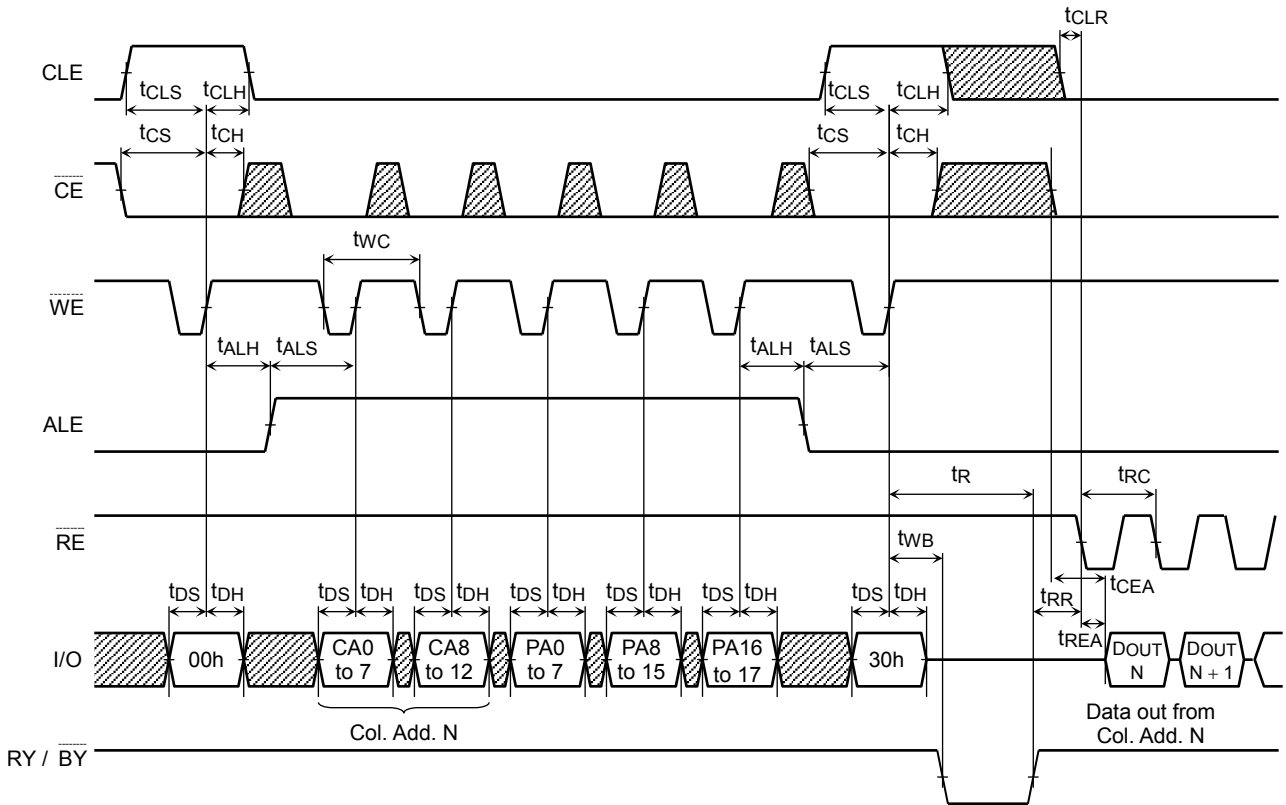 tCLR
CLE
tCLS tCLH tCLS tCLH
tCS tCH tCS tCH
CE
tWC
WE
tALH tALS tALH tALS
ALE
tR tRC
RE
tWB
tDS tDH tDS tDH tDS tDH tDS tDH tDS tDH tDS tDH tDS tDH tRR tCEA
tREA
I/O 00h CA0 to 7 CA8 to 12 PA0 to 7 PA8 to 15 PA16 to 17 30h DOUT N DOUT N + 1
Col. Add. N
Data out from
Col. Add. N
RY / BY